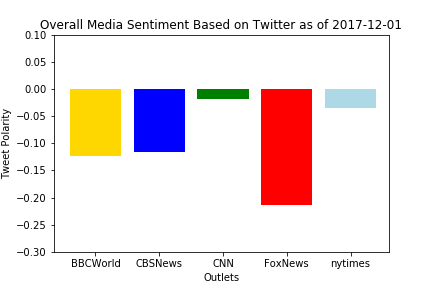 Overall Media Sentiment Based on Twitter as of 2017-12-01
0.10
0.05
0.00
−0.05
−0.10
−0.15
−0.20
−0.25
−0.30
Tweet Polarity
BBCWorld CBSNews CNN FoxNews nytimes
Outlets